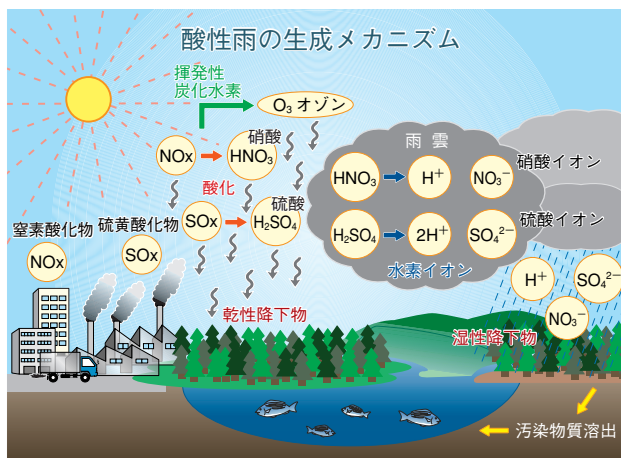 酸性雨の生成メカニズム
揮発性
炭化水素
O₃ オゾン
NOx
硝酸
HNO₃
酸化
SOx
硫酸
H₂SO₄
窒素酸化物
NOx
硫黄酸化物
SOx
乾性降下物
雨雲
HNO₃
H⁺
NO₃⁻
硝酸イオン
H₂SO₄
2H⁺
SO₄²⁻
硫酸イオン
水素イオン
H⁺
SO₄²⁻
NO₃⁻
湿性降下物
汚染物質溶出